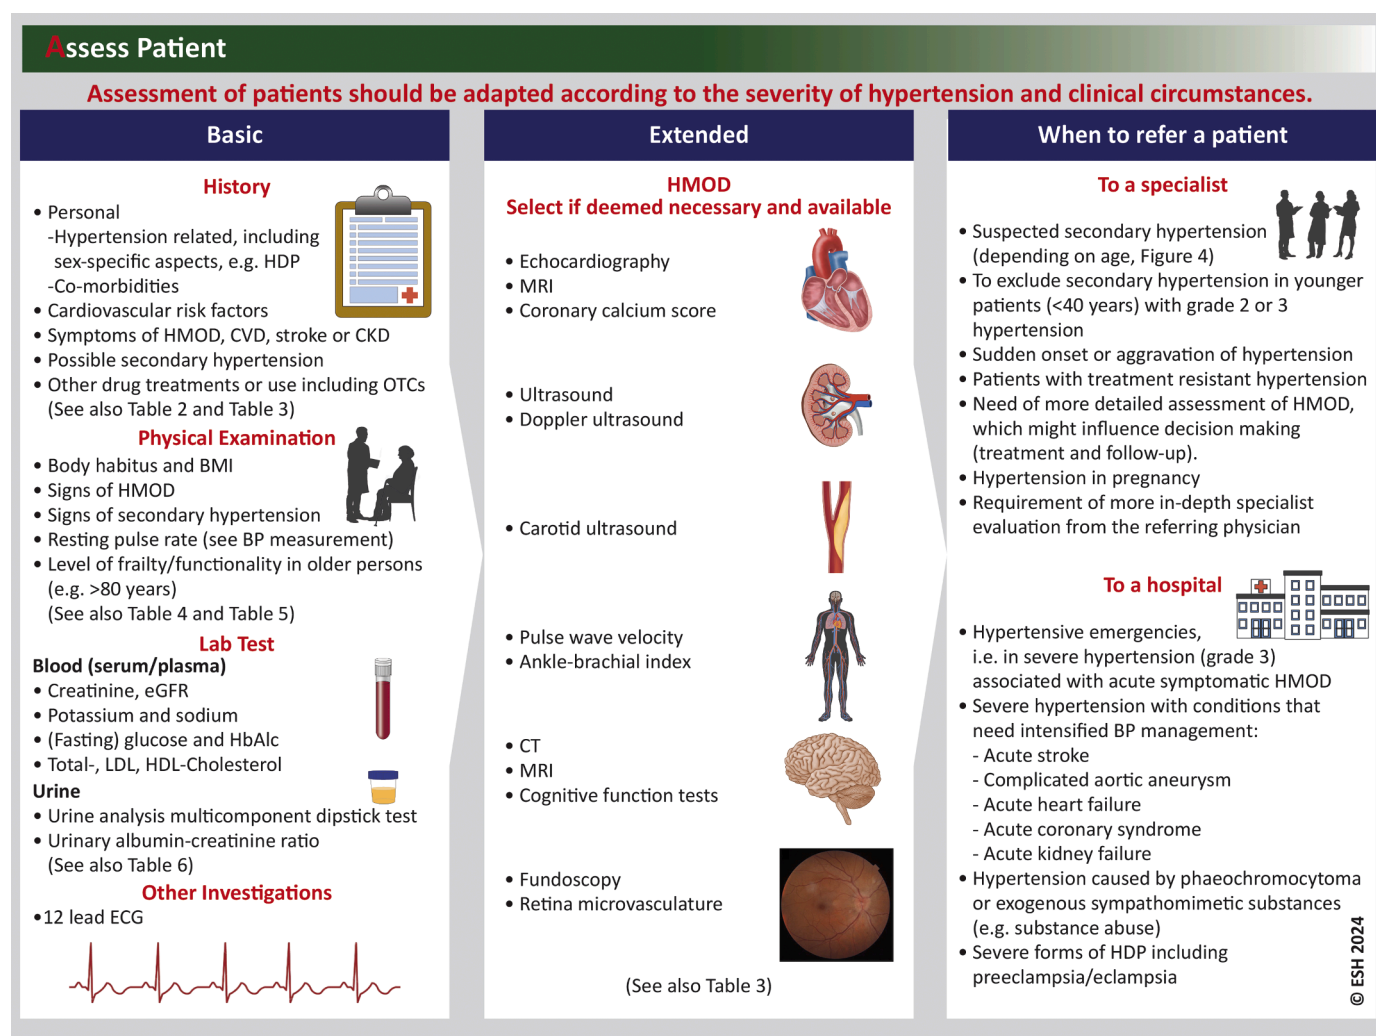 Assess Patient
Assessment of patients should be adapted according to the severity of hypertension and clinical circumstances.
Basic
History
• Personal
-Hypertension related, including
sex-specific aspects, e.g. HDP
-Co-morbidities
• Cardiovascular risk factors
• Symptoms of HMOD, CVD, stroke or CKD
• Possible secondary hypertension
• Other drug treatments or use including OTCs
(See also Table 2 and Table 3)
Physical Examination
• Body habitus and BMI
• Signs of HMOD
• Signs of secondary hypertension
• Resting pulse rate (see BP measurement)
• Level of frailty/functionality in older persons
(e.g. >80 years)
(See also Table 4 and Table 5)
Lab Test
Blood (serum/plasma)
• Creatinine, eGFR
• Potassium and sodium
• (Fasting) glucose and HbAlc
• Total-, LDL, HDL-Cholesterol
Urine
• Urine analysis multicomponent dipstick test
• Urinary albumin-creatinine ratio
(See also Table 6)
Other Investigations
•12 lead ECG
Extended
HMOD
Select if deemed necessary and available
• Echocardiography
• MRI
• Coronary calcium score
• Ultrasound
• Doppler ultrasound
• Carotid ultrasound
• Pulse wave velocity
• Ankle-brachial index
• CT
• MRI
• Cognitive function tests
• Fundoscopy
• Retina microvasculature
(See also Table 3)
When to refer a patient
To a specialist
• Suspected secondary hypertension
(depending on age, Figure 4)
• To exclude secondary hypertension in younger
patients (<40 years) with grade 2 or 3
hypertension
• Sudden onset or aggravation of hypertension
• Patients with treatment resistant hypertension
• Need of more detailed assessment of HMOD,
which might influence decision making
(treatment and follow-up).
• Hypertension in pregnancy
• Requirement of more in-depth specialist
evaluation from the referring physician
To a hospital
• Hypertensive emergencies,
i.e. in severe hypertension (grade 3)
associated with acute symptomatic HMOD
• Severe hypertension with conditions that
need intensified BP management:
- Acute stroke
- Complicated aortic aneurysm
- Acute heart failure
- Acute coronary syndrome
- Acute kidney failure
• Hypertension caused by phaeochromocytoma
or exogenous sympathomimetic substances
(e.g. substance abuse)
• Severe forms of HDP including
preeclampsia/eclampsia
© ESH 2024